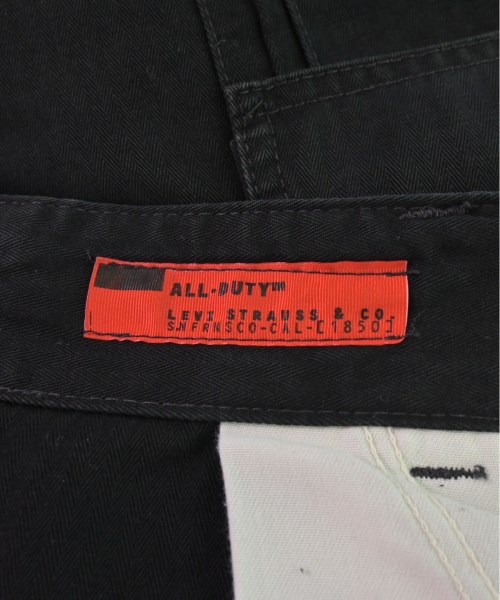 ALL-DUTY™
LEVI STRAUSS & CO.
S.N.FRNSCO-CAL-[1850]